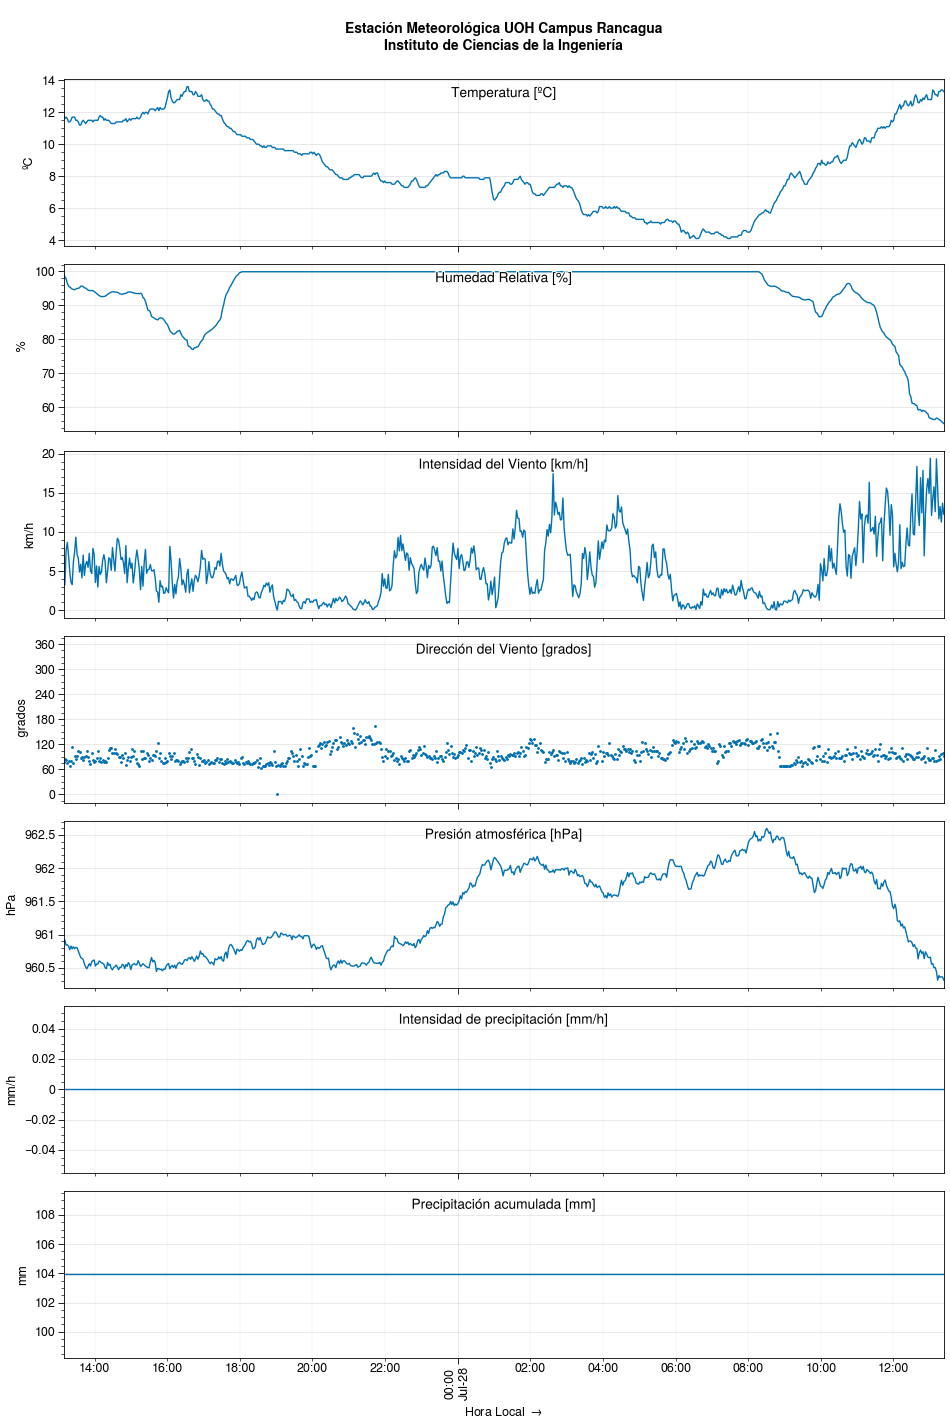 Estación Meteorológica UOH Campus Rancagua
Instituto de Ciencias de la Ingeniería
Temperatura [ºC]
14
12
10
8
6
4
ºC
Humedad Relativa [%]
100
90
80
70
60
%
Intensidad del Viento [km/h]
20
15
10
5
0
km/h
Dirección del Viento [grados]
360
300
240
180
120
60
0
grados
Presión atmosférica [hPa]
962.5
962
961.5
961
960.5
hPa
Intensidad de precipitación [mm/h]
0.04
0.02
0
−0.02
−0.04
mm/h
Precipitación acumulada [mm]
108
106
104
102
100
mm
14:00 16:00 18:00 20:00 22:00 00:00 02:00 04:00 06:00 08:00 10:00 12:00
Jul-28
Hora Local →